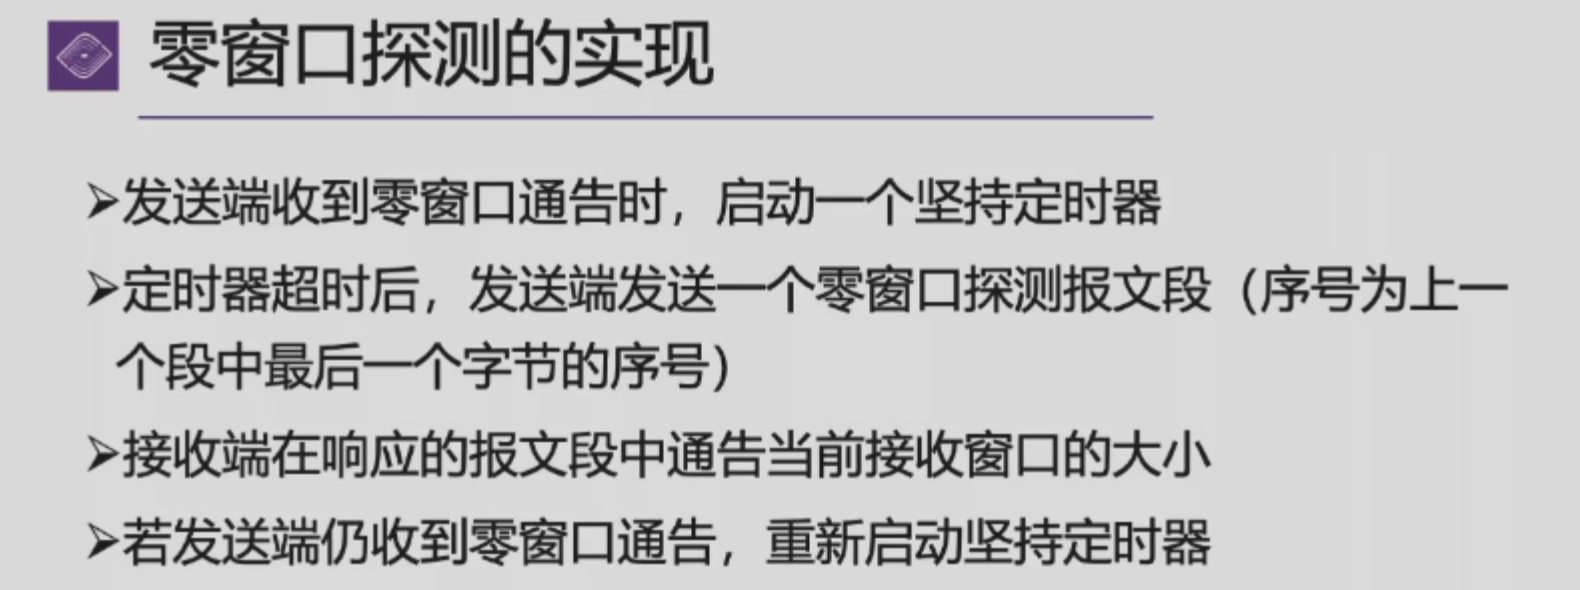 零窗口探测的实现
➢发送端收到零窗口通告时，启动一个坚持定时器
➢定时器超时后，发送端发送一个零窗口探测报文段（序号为上一
个段中最后一个字节的序号）
➢接收端在响应的报文段中通告当前接收窗口的大小
➢若发送端仍收到零窗口通告，重新启动坚持定时器